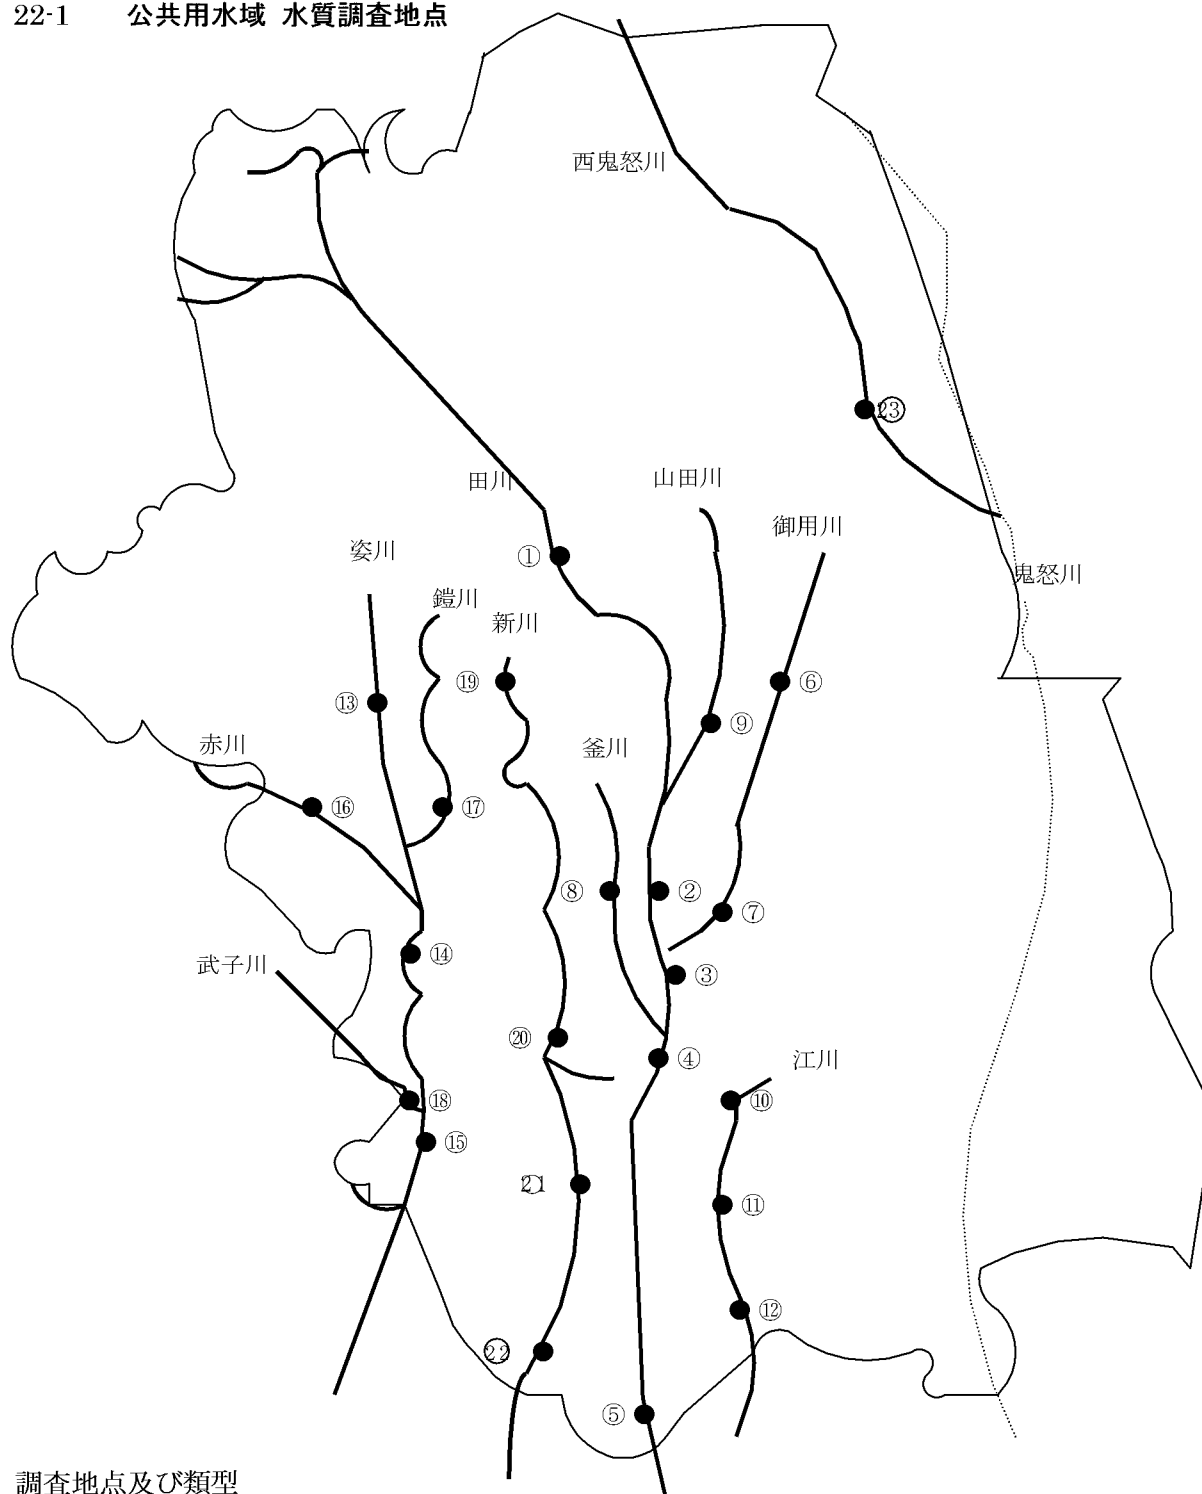 22-1 公共用水域 水質調査地点
西鬼怒川
23
田川
山田川
御用川
①
姿川
鬼怒川
鎧川
新川
⑲
⑥
⑬
⑨
赤川
釜川
⑯
⑰
⑧
②
⑦
⑭
武子川
③
⑳
④
江川
⑱
⑩
⑮
21
⑪
⑫
22
⑤
調査地点及び類型